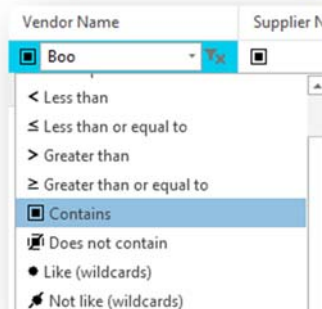 Vendor Name Supplier N
Boo
< Less than
≤ Less than or equal to
> Greater than
≥ Greater than or equal to
Contains
Does not contain
Like (wildcards)
Not like (wildcards)